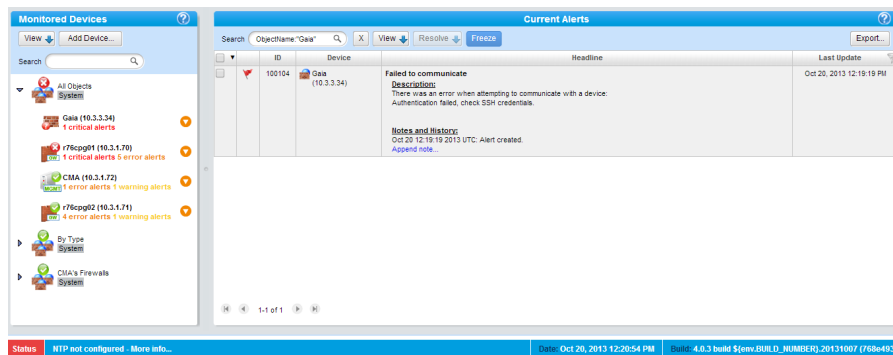 Monitored Devices
View
Add Device...
Search
All Objects
System
Gaia (10.3.3.34)
1 critical alerts
r76cpg01 (10.3.1.70)
1 critical alerts 5 error alerts
CMA (10.3.1.72)
1 error alerts 1 warning alerts
r76cpg02 (10.3.1.71)
4 error alerts 1 warning alerts
By Type
System
CMA's Firewalls
System
Current Alerts
Search ObjectName:"Gaia" X View Resolve Freeze Export...
ID Device Headline Last Update
100104 Gaia
(10.3.3.34)
Failed to communicate
Description:
There was an error when attempting to communicate with a device:
Authentication failed, check SSH credentials.
Notes and History:
Oct 20 12:19:19 2013 UTC: Alert created.
Append note...
Oct 20, 2013 12:19:19 PM
1-1 of 1
Status NTP not configured - More info... Date: Oct 20, 2013 12:20:54 PM Build: 4.0.3 build ${env.BUILD_NUMBER}.20131007 (768e493